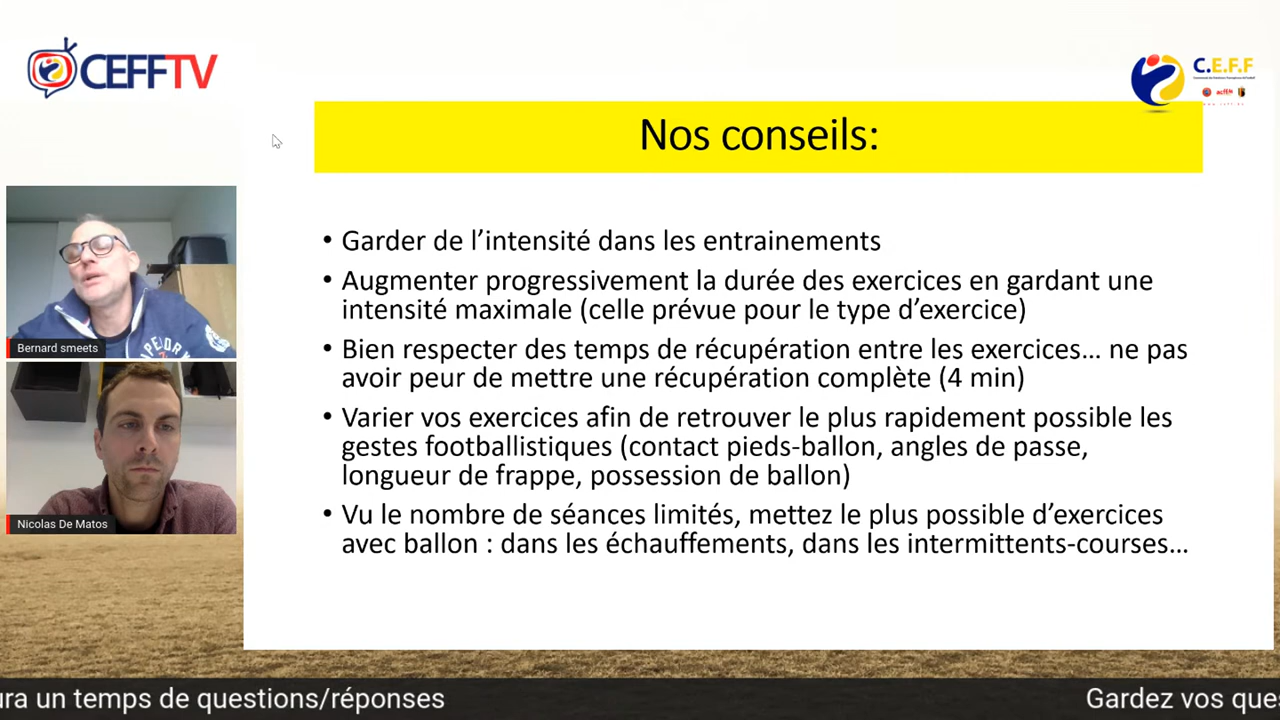 CEFFTV
C.E.F.F
Nos conseils:
• Garder de l’intensité dans les entrainements
• Augmenter progressivement la durée des exercices en gardant une
intensité maximale (celle prévue pour le type d’exercice)
• Bien respecter des temps de récupération entre les exercices… ne pas
avoir peur de mettre une récupération complète (4 min)
• Varier vos exercices afin de retrouver le plus rapidement possible les
gestes footballistiques (contact pieds-ballon, angles de passe,
longueur de frappe, possession de ballon)
• Vu le nombre de séances limités, mettez le plus possible d’exercices
avec ballon : dans les échauffements, dans les intermittents-courses…
Bernard smeets
Nicolas De Matos
ura un temps de questions/réponses
Gardez vos ques